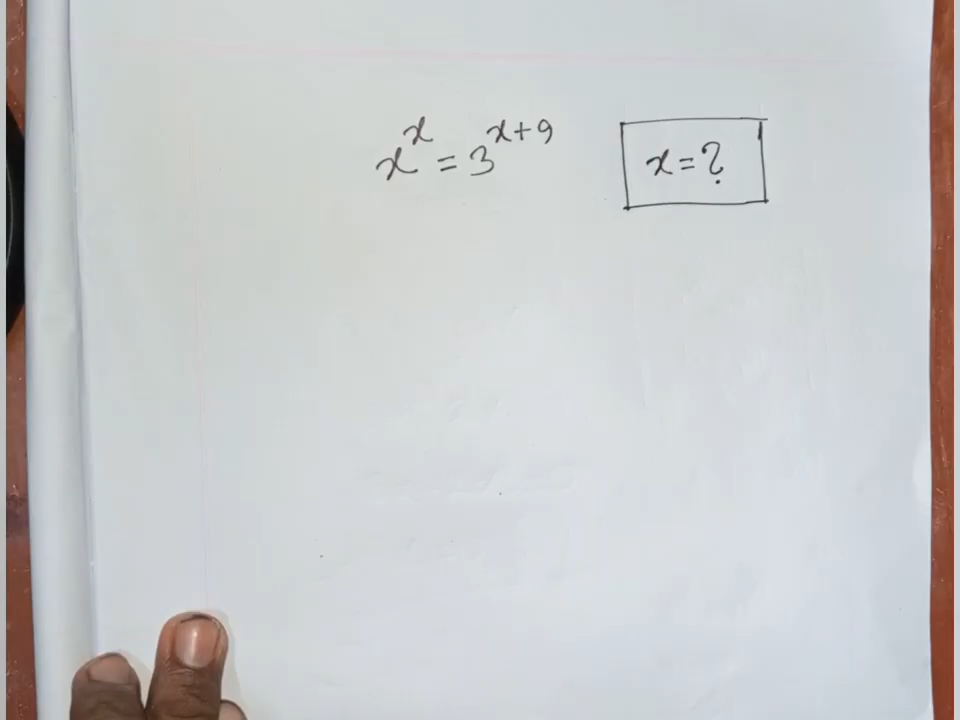 x^x = 3^{x+9} x = ?